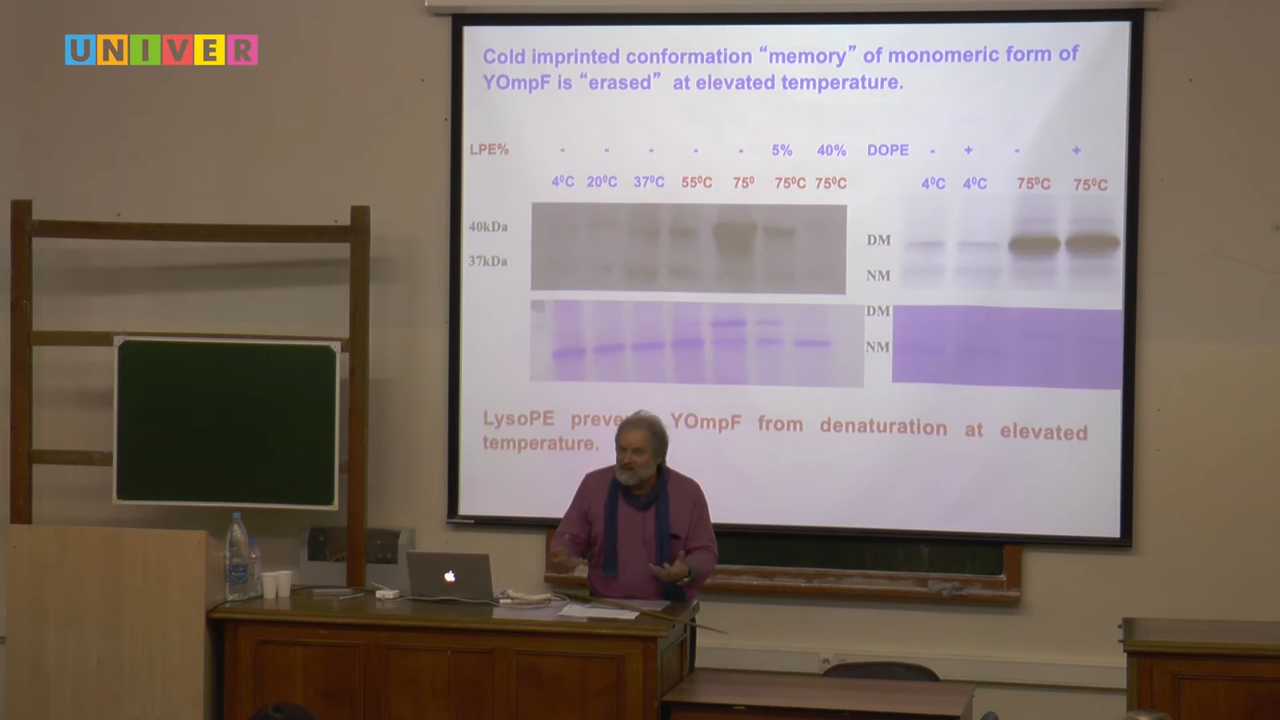 UNIVER
Cold imprinted conformation “memory” of monomeric form of
YOmpF is “erased” at elevated temperature.
LPE% - - - - - 5% 40% DOPE - + - +
4⁰C 20⁰C 37⁰C 55⁰C 75⁰ 75⁰C 75⁰C 4⁰C 4⁰C 75⁰C 75⁰C
40kDa
DM
37kDa
NM
DM
NM
LysoPE YOmpF from denaturation at elevated
temperature.